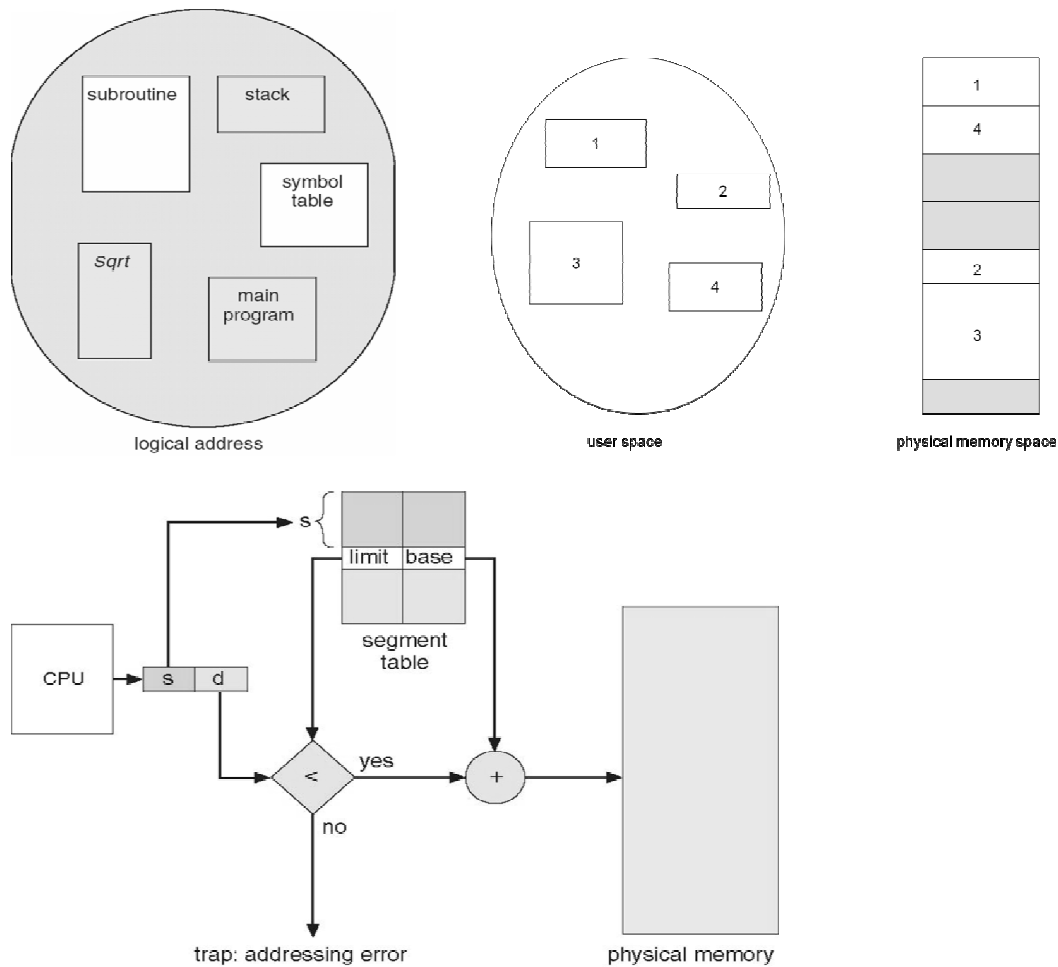 subroutine
stack
symbol
table
Sqrt
main
program
logical address
1
2
3
4
user space
1
4
2
3
physical memory space
s
limit base
segment
table
CPU
s d
<
yes
+
no
trap: addressing error
physical memory